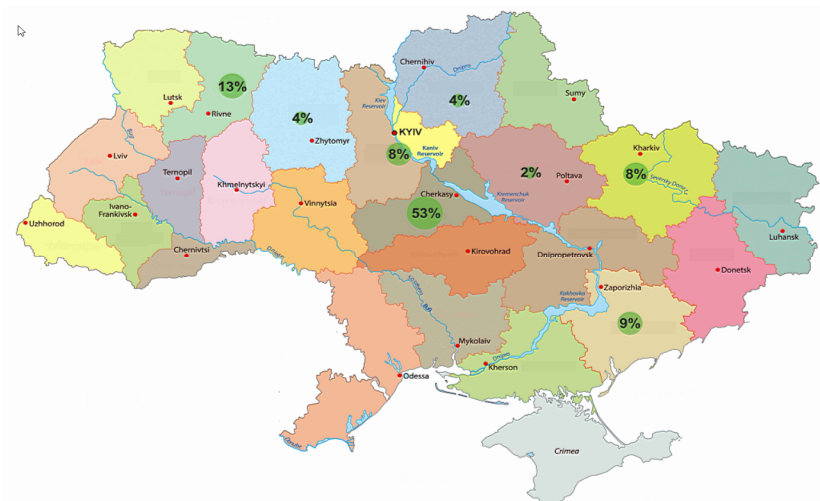 Chernihiv
Dnipro
Sumy
13%
4%
Lutsk
Rivne
Kiev
Reservoir
4%
KYIV
Zhytomyr
Kharkiv
Lviv
8%
Kaniv
Reservoir
Ternopil
2%
Poltava
8%
Khmelnytskyi
Cherkasy
Kremenchuk
Reservoir
Ivano-
Frankivsk
Vinnytsia
53%
Uzhhorod
Luhansk
Chernivtsi
Kirovohrad
Dnipropetrovsk
Donetsk
Zaporizhia
Kakhovka
Reservoir
9%
Mykolaiv
Dnipro
Kherson
Odessa
Danube
Crimea